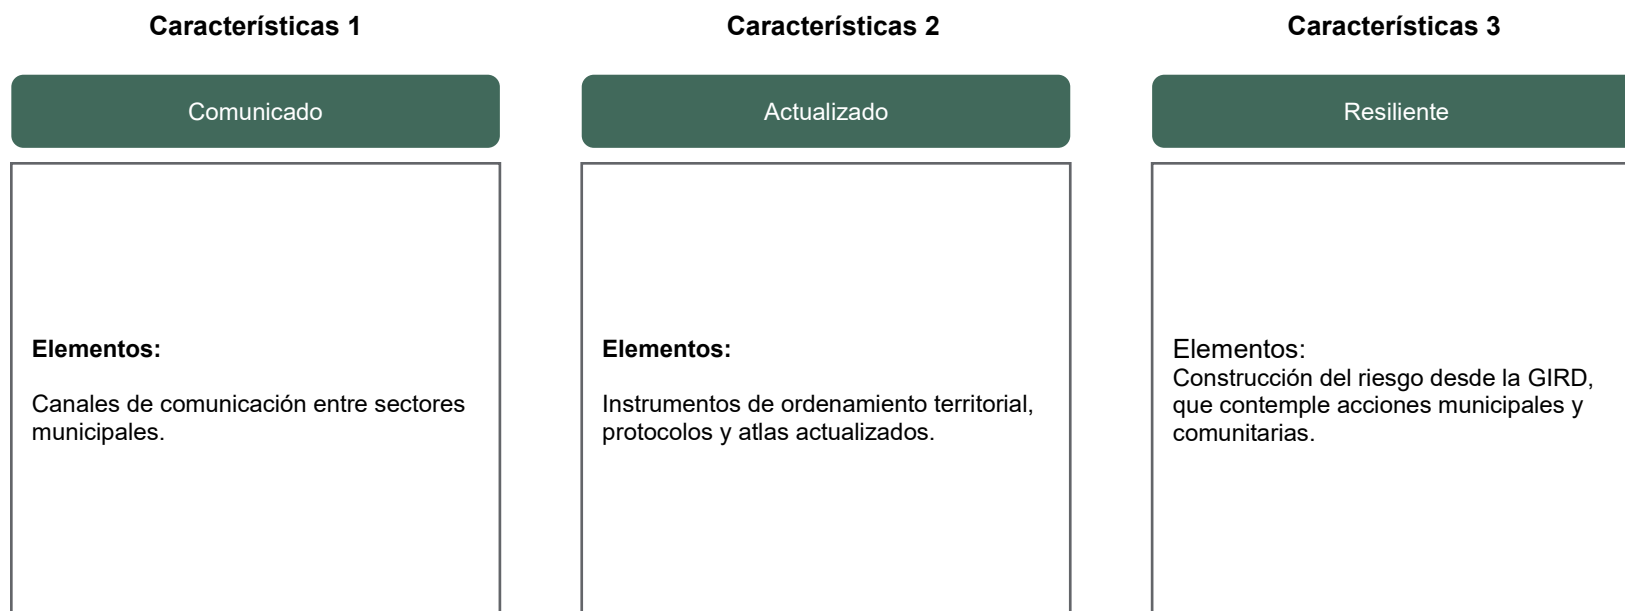 Características 1
Comunicado
Elementos:
Canales de comunicación entre sectores
municipales.
Características 2
Actualizado
Elementos:
Instrumentos de ordenamiento territorial,
protocolos y atlas actualizados.
Características 3
Resiliente
Elementos:
Construcción del riesgo desde la GIRD,
que contemple acciones municipales y
comunitarias.